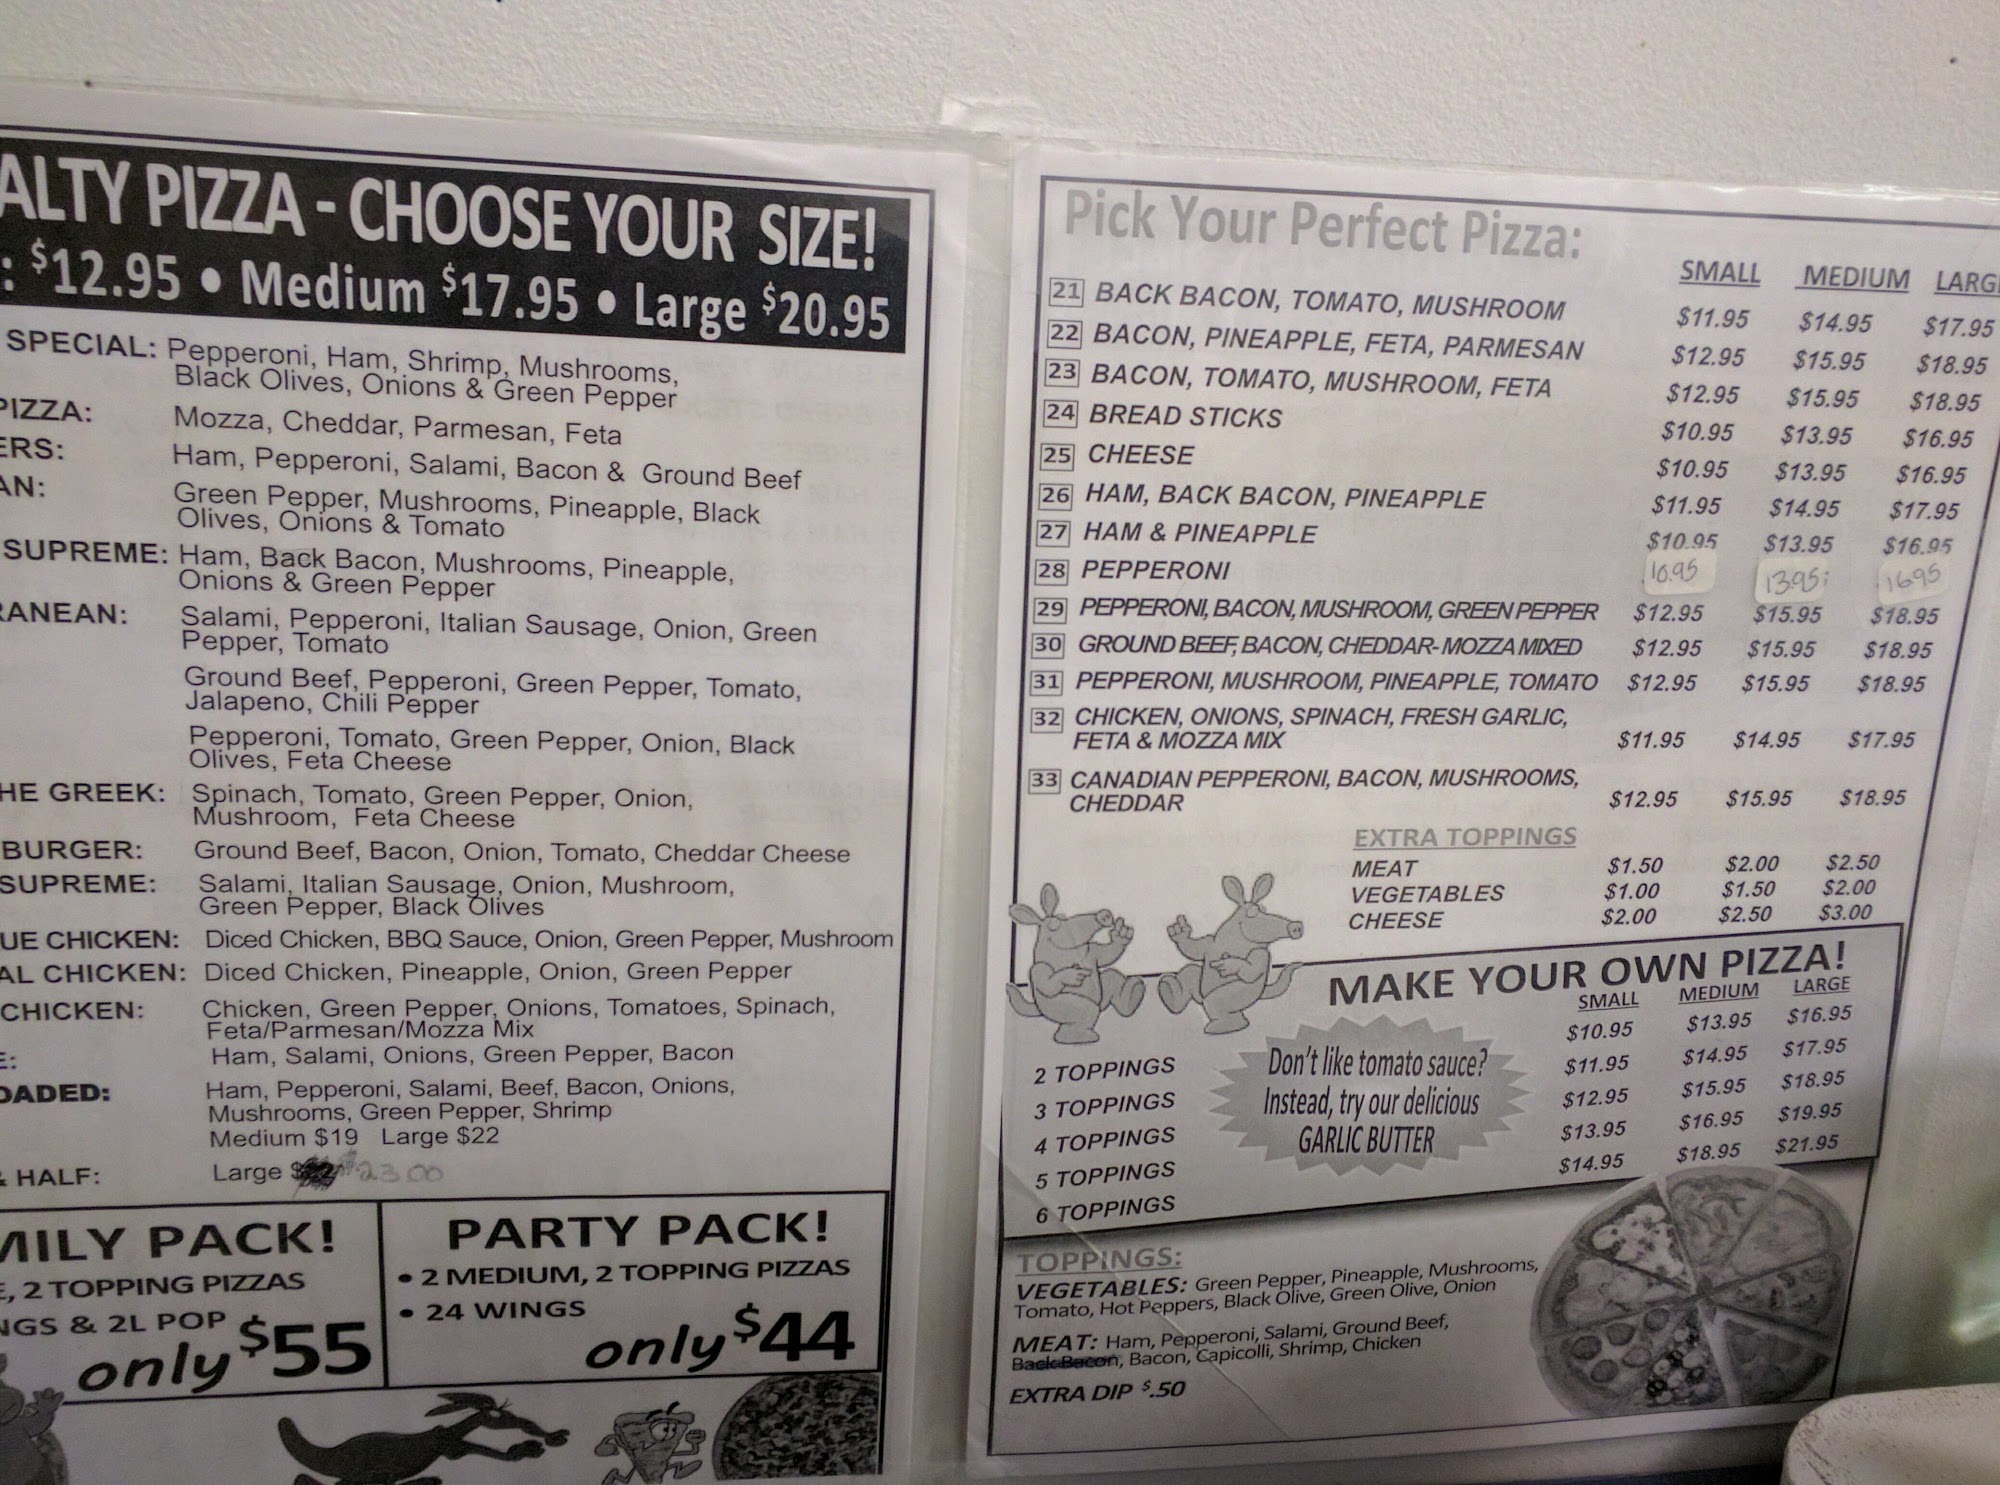 ALTY PIZZA - CHOOSE YOUR SIZE!
: $12.95 • Medium $17.95 • Large $20.95
SPECIAL: Pepperoni, Ham, Shrimp, Mushrooms,
Black Olives, Onions & Green Pepper
PIZZA: Mozza, Cheddar, Parmesan, Feta
ERS: Ham, Pepperoni, Salami, Bacon & Ground Beef
AN: Green Pepper, Mushrooms, Pineapple, Black
Olives, Onions & Tomato
SUPREME: Ham, Back Bacon, Mushrooms, Pineapple,
Onions & Green Pepper
RANEAN: Salami, Pepperoni, Italian Sausage, Onion, Green
Pepper, Tomato
Ground Beef, Pepperoni, Green Pepper, Tomato,
Jalapeno, Chili Pepper
Pepperoni, Tomato, Green Pepper, Onion, Black
Olives, Feta Cheese
HE GREEK: Spinach, Tomato, Green Pepper, Onion,
Mushroom, Feta Cheese
BURGER: Ground Beef, Bacon, Onion, Tomato, Cheddar Cheese
SUPREME: Salami, Italian Sausage, Onion, Mushroom,
Green Pepper, Black Olives
UE CHICKEN: Diced Chicken, BBQ Sauce, Onion, Green Pepper, Mushroom
AL CHICKEN: Diced Chicken, Pineapple, Onion, Green Pepper
CHICKEN: Chicken, Green Pepper, Onions, Tomatoes, Spinach,
Feta/Parmesan/Mozza Mix
E: Ham, Salami, Onions, Green Pepper, Bacon
OADED: Ham, Pepperoni, Salami, Beef, Bacon, Onions,
Mushrooms, Green Pepper, Shrimp
Medium $19 Large $22
& HALF: Large $ $23.00
MILY PACK!
E, 2 TOPPING PIZZAS
NGS & 2L POP
only $55
PARTY PACK!
• 2 MEDIUM, 2 TOPPING PIZZAS
• 24 WINGS
only $44
Pick Your Perfect Pizza:
SMALL MEDIUM LARG
21 BACK BACON, TOMATO, MUSHROOM $11.95 $14.95 $17.95
22 BACON, PINEAPPLE, FETA, PARMESAN $12.95 $15.95 $18.95
23 BACON, TOMATO, MUSHROOM, FETA $12.95 $15.95 $18.95
24 BREAD STICKS $10.95 $13.95 $16.95
25 CHEESE $10.95 $13.95 $16.95
26 HAM, BACK BACON, PINEAPPLE $11.95 $14.95 $17.95
27 HAM & PINEAPPLE $10.95 $13.95 $16.95
28 PEPPERONI 10.95 13.95 16.95
29 PEPPERONI, BACON, MUSHROOM, GREEN PEPPER $12.95 $15.95 $18.95
30 GROUND BEEF, BACON, CHEDDAR-MOZZA MIXED $12.95 $15.95 $18.95
31 PEPPERONI, MUSHROOM, PINEAPPLE, TOMATO $12.95 $15.95 $18.95
32 CHICKEN, ONIONS, SPINACH, FRESH GARLIC,
FETA & MOZZA MIX $11.95 $14.95 $17.95
33 CANADIAN PEPPERONI, BACON, MUSHROOMS,
CHEDDAR $12.95 $15.95 $18.95
EXTRA TOPPINGS
MEAT $1.50 $2.00 $2.50
VEGETABLES $1.00 $1.50 $2.00
CHEESE $2.00 $2.50 $3.00
MAKE YOUR OWN PIZZA!
SMALL MEDIUM LARGE
2 TOPPINGS $10.95 $13.95 $16.95
3 TOPPINGS $11.95 $14.95 $17.95
4 TOPPINGS $12.95 $15.95 $18.95
5 TOPPINGS $13.95 $16.95 $19.95
6 TOPPINGS $14.95 $18.95 $21.95
Don't like tomato sauce?
Instead, try our delicious
GARLIC BUTTER
TOPPINGS:
VEGETABLES: Green Pepper, Pineapple, Mushrooms,
Tomato, Hot Peppers, Black Olive, Green Olive, Onion
MEAT: Ham, Pepperoni, Salami, Ground Beef,
Back Bacon, Bacon, Capicolli, Shrimp, Chicken
EXTRA DIP $.50